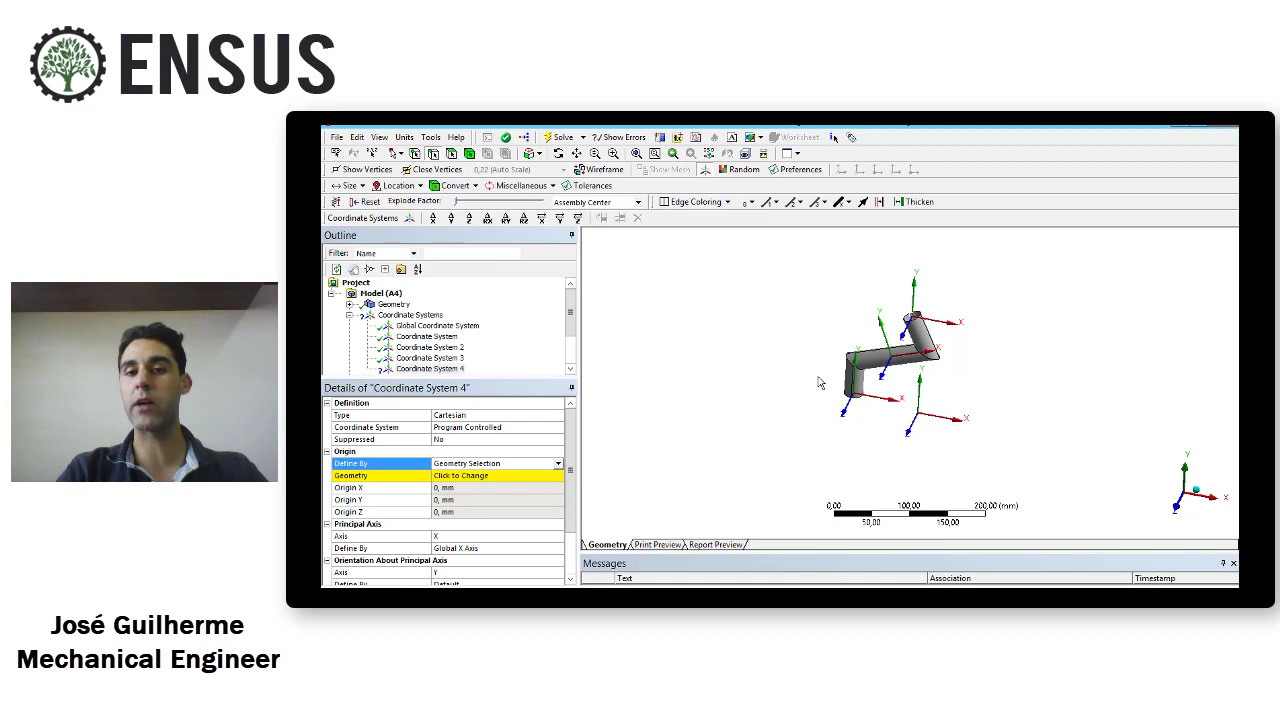 ENSUS
File Edit View Units Tools Help Solve ?/Show Errors Worksheet
0,22 (Auto Scale)
Show Vertices Close Vertices Wireframe Show Mesh Random Preferences
Size Location Convert Miscellaneous Tolerances
Reset Explode Factor: Assembly Center Edge Coloring Thicken
Coordinate Systems X Y Z RX RY RZ X Y Z
Outline
Filter: Name
Project
Model (A4)
Geometry
Coordinate Systems
Global Coordinate System
Coordinate System
Coordinate System 2
Coordinate System 3
Coordinate System 4
Details of "Coordinate System 4"
Definition
Type Cartesian
Coordinate System Program Controlled
Suppressed No
Origin
Define By Geometry Selection
Geometry Click to Change
Origin X 0, mm
Origin Y 0, mm
Origin Z 0, mm
Principal Axis
Axis X
Define By Global X Axis
Orientation About Principal Axis
Axis Y
Define By Default
Y
X
Z
Y
X
Z
Y
X
Z
Y
X
Z
Y
X
Z
0,00 100,00 200,00 (mm)
50,00 150,00
Geometry Print Preview Report Preview
Messages
Text Association Timestamp
José Guilherme
Mechanical Engineer